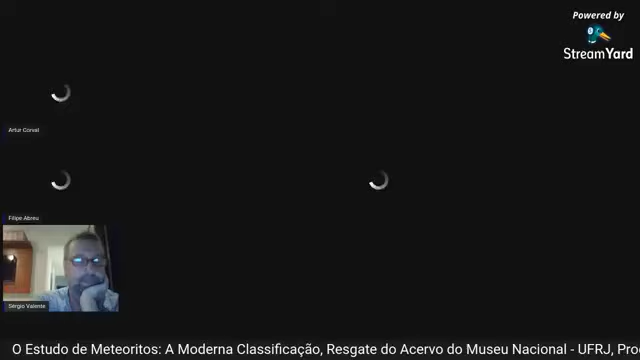 Powered by
StreamYard
Artur Corval
Filipe Abreu
Sérgio Valente
O Estudo de Meteoritos: A Moderna Classificação, Resgate do Acervo do Museu Nacional - UFRJ, Pro